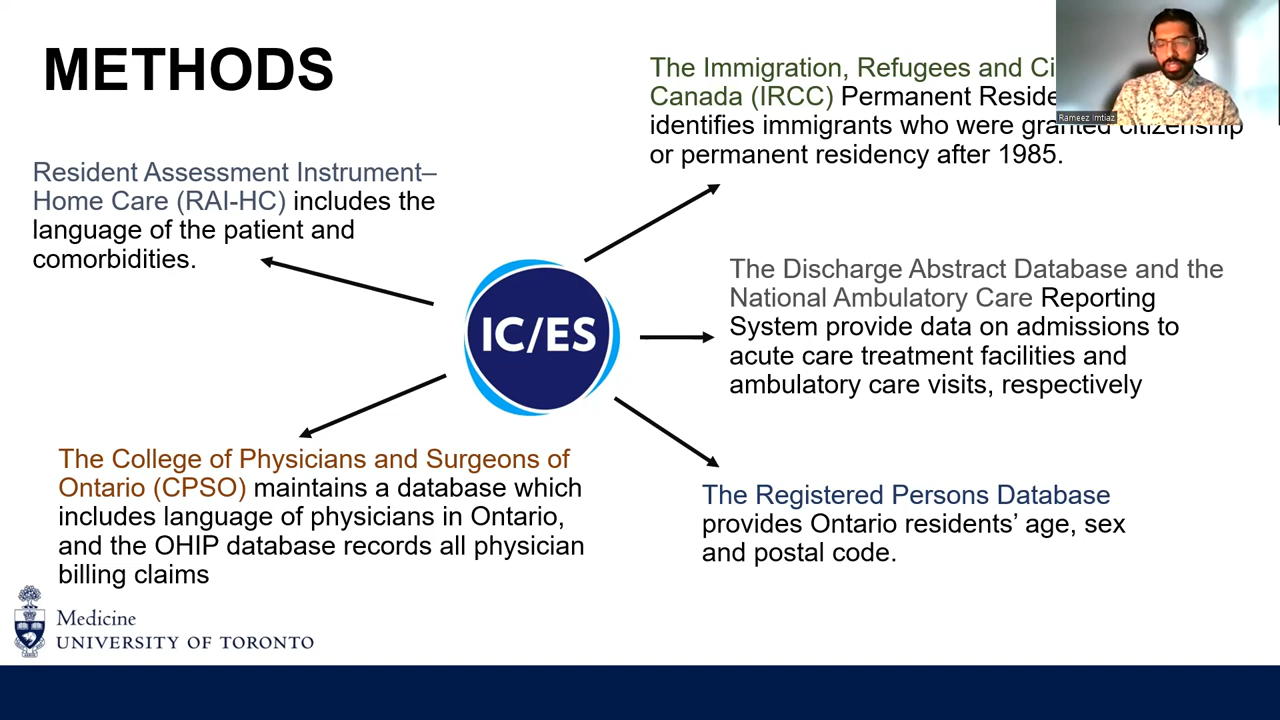 METHODS
The Immigration, Refugees and Ci
Canada (IRCC) Permanent Reside
identifies immigrants who were granted citizenship
or permanent residency after 1985.
Rameez Imtiaz
Resident Assessment Instrument–
Home Care (RAI-HC) includes the
language of the patient and
comorbidities.
IC/ES
The Discharge Abstract Database and the
National Ambulatory Care Reporting
System provide data on admissions to
acute care treatment facilities and
ambulatory care visits, respectively
The College of Physicians and Surgeons of
Ontario (CPSO) maintains a database which
includes language of physicians in Ontario,
and the OHIP database records all physician
billing claims
The Registered Persons Database
provides Ontario residents’ age, sex
and postal code.
Medicine
UNIVERSITY OF TORONTO